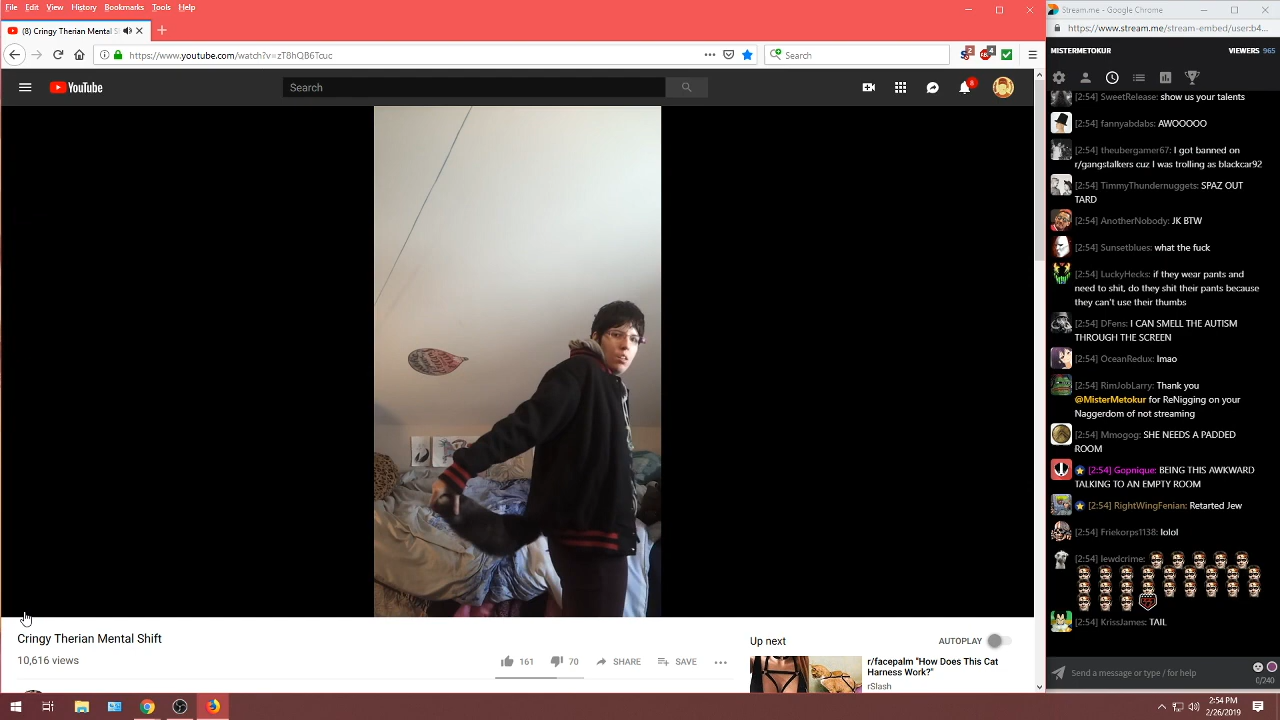 File Edit View History Bookmarks Tools Help
(8) Cringy Therian Mental S
https://www.youtube.com/watch?v=zT8hQB6Tcuc
Search
YouTube
Search
8
Cringy Therian Mental Shift
10,616 views
161 70 SHARE SAVE
Up next
AUTOPLAY
r/facepalm "How Does This Cat
Harness Work?"
rSlash
Stream.me - Google Chrome
https://www.stream.me/stream-embed/userb4...
MISTERMETOKUR VIEWERS 965
[2:54] SweetRelease: show us your talents
[2:54] fannyabdabs: AWOOOOO
[2:54] theubergamer67: I got banned on
r/gangstalkers cuz I was trolling as blackcar92
[2:54] TimmyThundernuggets: SPAZ OUT
TARD
[2:54] AnotherNobody: JK BTW
[2:54] Sunsetblues: what the fuck
[2:54] LuckyHecks: if they wear pants and
need to shit, do they shit their pants because
they can't use their thumbs
[2:54] DFens: I CAN SMELL THE AUTISM
THROUGH THE SCREEN
[2:54] OceanRedux: lmao
[2:54] RimJobLarry: Thank you
@MisterMetokur for ReNigging on your
Naggerdom of not streaming
[2:54] Mmogog: SHE NEEDS A PADDED
ROOM
[2:54] Gopnique: BEING THIS AWKWARD
TALKING TO AN EMPTY ROOM
[2:54] RightWingFenian: Retarted Jew
[2:54] Friekorps1138: lolol
[2:54] lewdcrime:
[2:54] KrissJames: TAIL
Send a message or type / for help
0/240
2:54 PM
2/26/2019